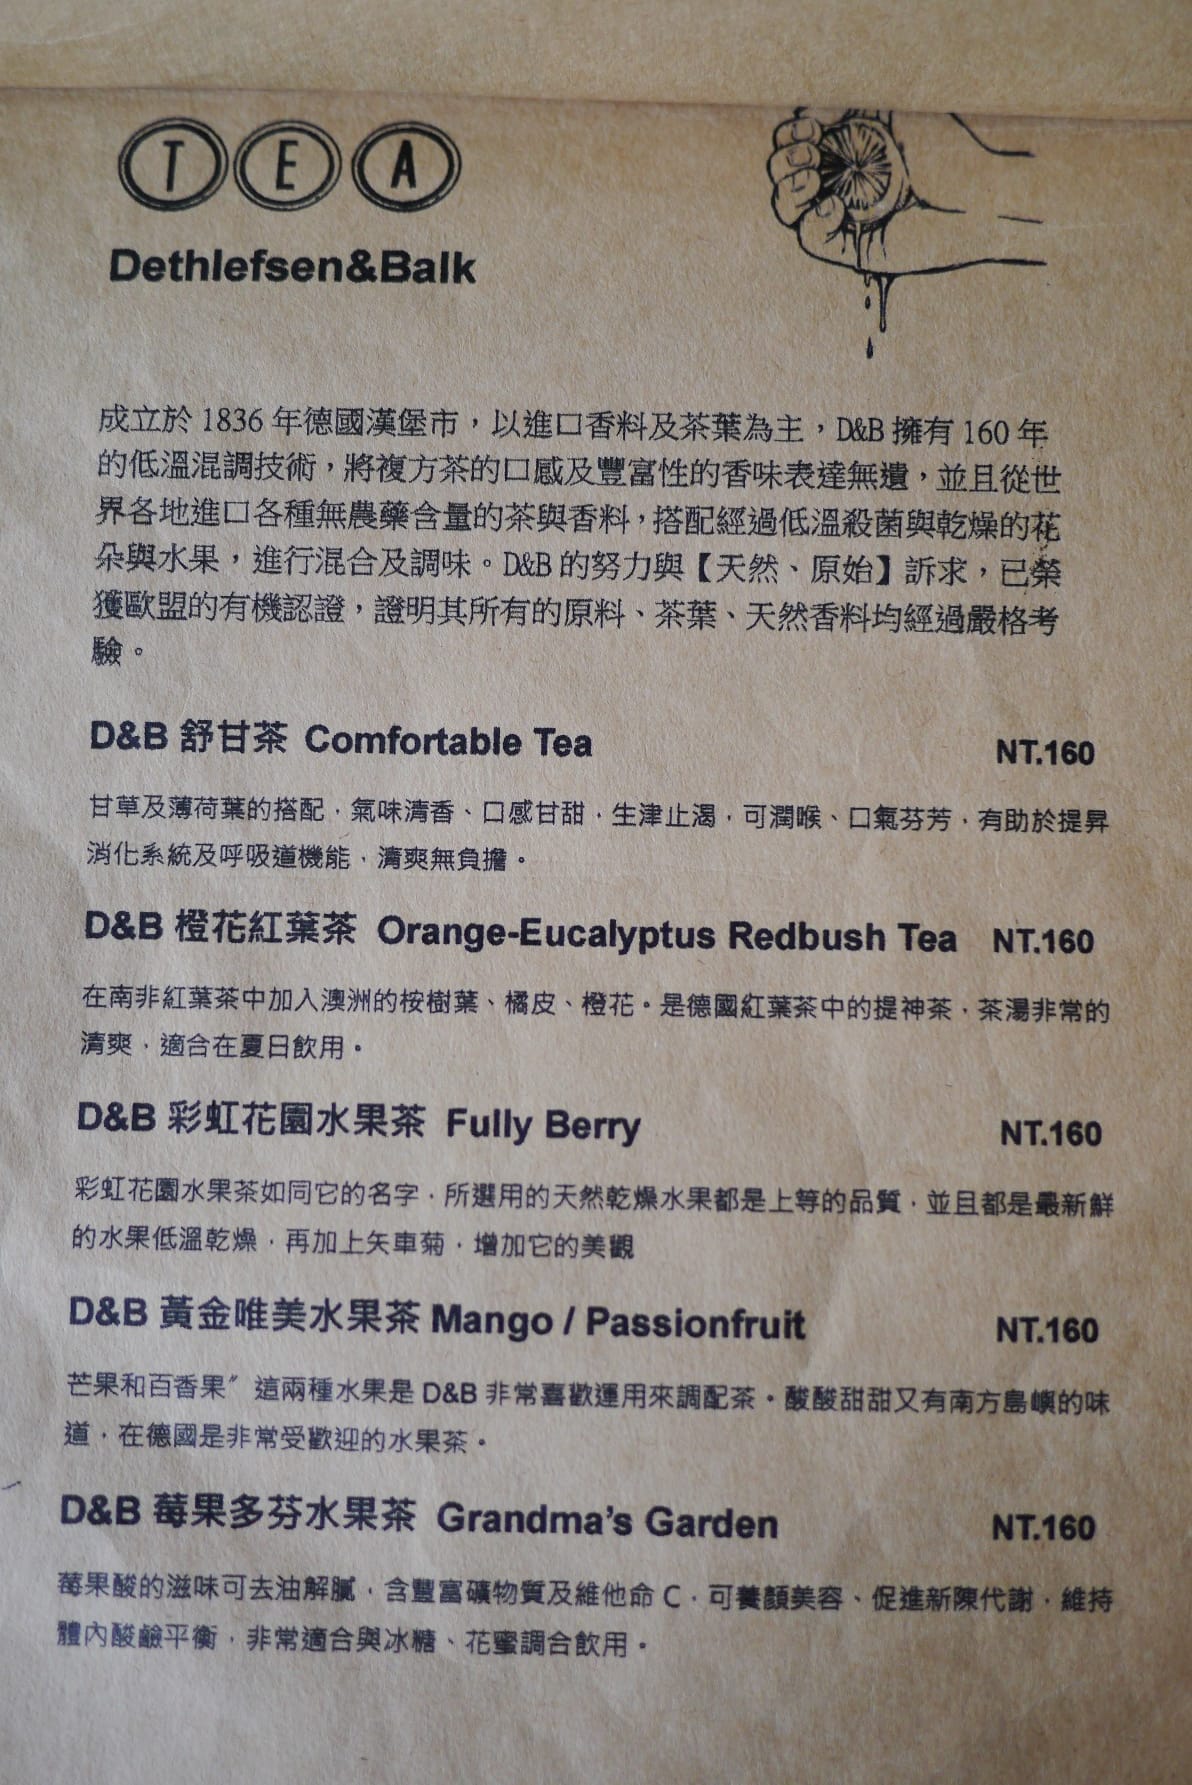 TEA
Dethlefsen&Balk
成立於 1836 年德國漢堡市，以進口香料及茶葉為主，D&B 擁有 160 年
的低溫混調技術，將複方茶的口感及豐富性的香味表達無遺，並且從世
界各地進口各種無農藥含量的茶與香料，搭配經過低溫殺菌與乾燥的花
朵與水果，進行混合及調味。D&B 的努力與【天然、原始】訴求，已榮
獲歐盟的有機認證，證明其所有的原料、茶葉、天然香料均經過嚴格考
驗。
D&B 舒甘茶 Comfortable Tea NT.160
甘草及薄荷葉的搭配，氣味清香、口感甘甜，生津止渴，可潤喉、口氣芬芳，有助於提昇
消化系統及呼吸道機能，清爽無負擔。
D&B 橙花紅葉茶 Orange-Eucalyptus Redbush Tea NT.160
在南非紅葉茶中加入澳洲的桉樹葉、橘皮、橙花。是德國紅葉茶中的提神茶，茶湯非常的
清爽，適合在夏日飲用。
D&B 彩虹花園水果茶 Fully Berry NT.160
彩虹花園水果茶如同它的名字，所選用的天然乾燥水果都是上等的品質，並且都是最新鮮
的水果低溫乾燥，再加上矢車菊，增加它的美觀
D&B 黃金唯美水果茶 Mango / Passionfruit NT.160
芒果和百香果〞這兩種水果是 D&B 非常喜歡運用來調配茶。酸酸甜甜又有南方島嶼的味
道，在德國是非常受歡迎的水果茶。
D&B 莓果多芬水果茶 Grandma's Garden NT.160
莓果酸的滋味可去油解膩，含豐富礦物質及維他命 C，可養顏美容、促進新陳代謝，維持
體內酸鹼平衡，非常適合與冰糖、花蜜調合飲用。